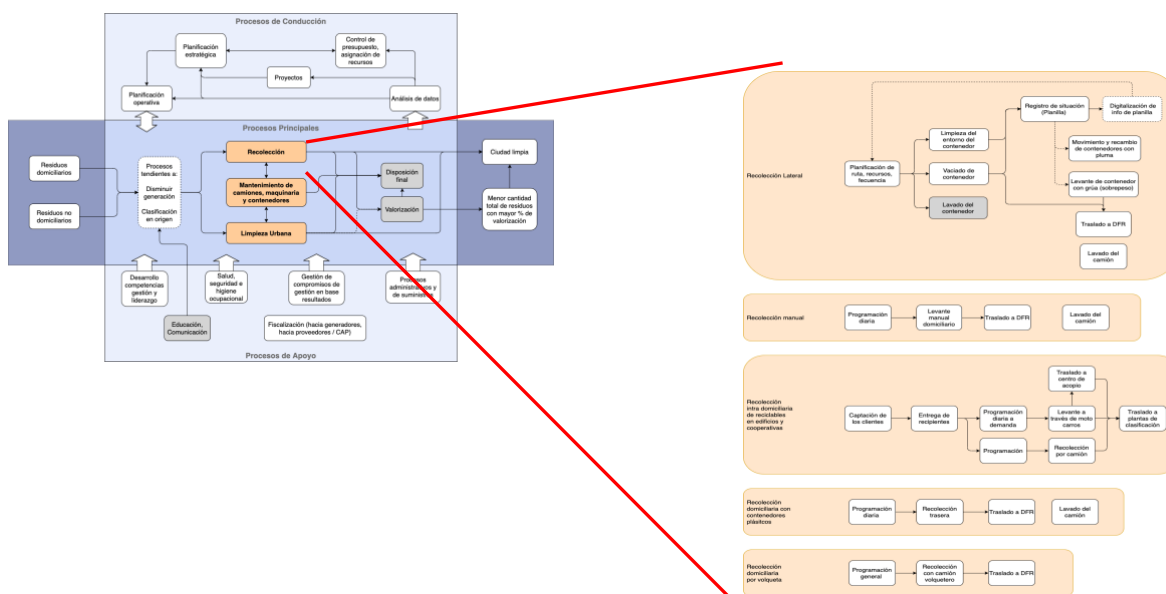 Procesos de Conducción
Planificación
estratégica
Control de
presupuesto,
asignación de
recursos
Proyectos
Planificación
operativa
Análisis de datos
Procesos Principales
Residuos
domiciliarios
Residuos no
domiciliarios
Procesos
tendientes a:
Disminuir
generación
Clasificación
en origen
Recolección
Mantenimiento de
camiones, maquinaria
y contenedores
Limpieza Urbana
Disposición
final
Valorización
Ciudad limpia
Menor cantidad
total de residuos
con mayor % de
valorización
Desarrollo
competencias
gestión y
liderazgo
Salud,
seguridad e
higiene
ocupacional
Gestión de
compromisos de
gestión en base
resultados
Procesos
administrativos y
de suministros
Educación,
Comunicación
Fiscalización (hacia generadores,
hacia proveedores / CAP)
Procesos de Apoyo
Recolección Lateral
Planificación de
ruta, recursos,
fecuencia
Limpieza del
entorno del
contenedor
Vaciado de
contenedor
Lavado del
contenedor
Registro de situación
(Planilla)
Digitalización de
info de planilla
Movimiento y recambio
de contenedores con
pluma
Levante de contenedor
con grúa (sobrepeso)
Traslado a DFR
Lavado del
camión
Recolección manual
Programación
diaria
Levante
manual
domiciliario
Traslado a DFR
Lavado del
camión
Recolección
intra domiciliaria
de reciclables
en edificios y
cooperativas
Captación de
los clientes
Entrega de
recipientes
Programación
diaria a
demanda
Programación
Traslado a
centro de
acopio
Levante a
través de moto
carros
Recolección
por camión
Traslado a
plantas de
clasificación
Recolección
domiciliaria con
contenedores
plásitcos
Programación
diaria
Recolección
trasera
Traslado a DFR
Lavado del
camión
Recolección
domiciliaria
por volqueta
Programación
general
Recolección
con camión
volquetero
Traslado a DFR